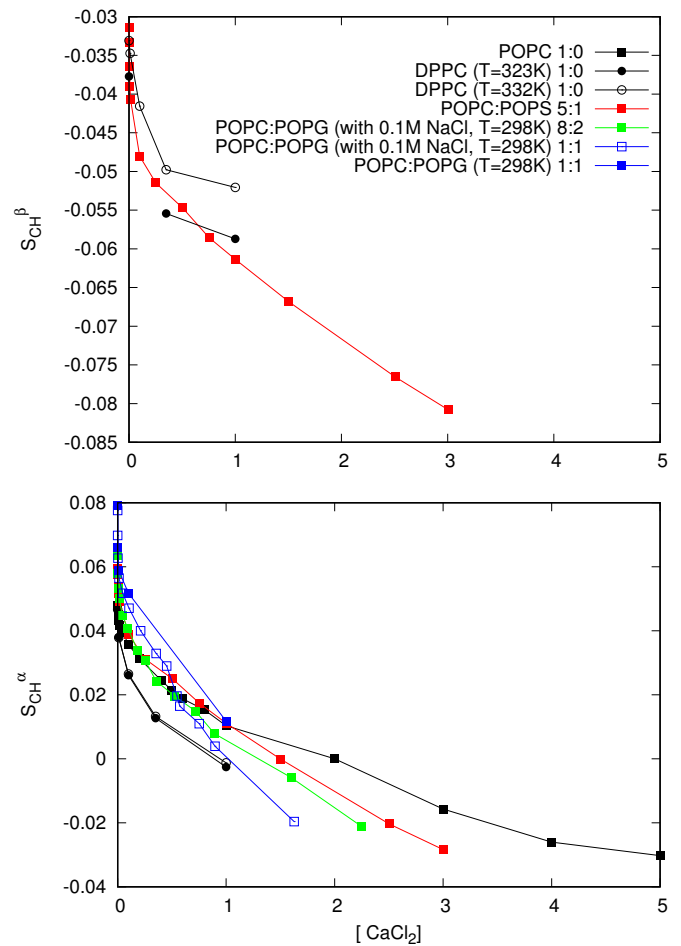 -0.03
-0.035
-0.04
-0.045
-0.05
-0.055
-0.06
-0.065
-0.07
-0.075
-0.08
-0.085
S_CH^β
POPC 1:0
DPPC (T=323K) 1:0
DPPC (T=332K) 1:0
POPC:POPS 5:1
POPC:POPG (with 0.1M NaCl, T=298K) 8:2
POPC:POPG (with 0.1M NaCl, T=298K) 1:1
POPC:POPG (T=298K) 1:1
0 1 2 3 4 5
0.08
0.06
0.04
0.02
0
-0.02
-0.04
S_CH^α
0 1 2 3 4 5
[ CaCl₂]